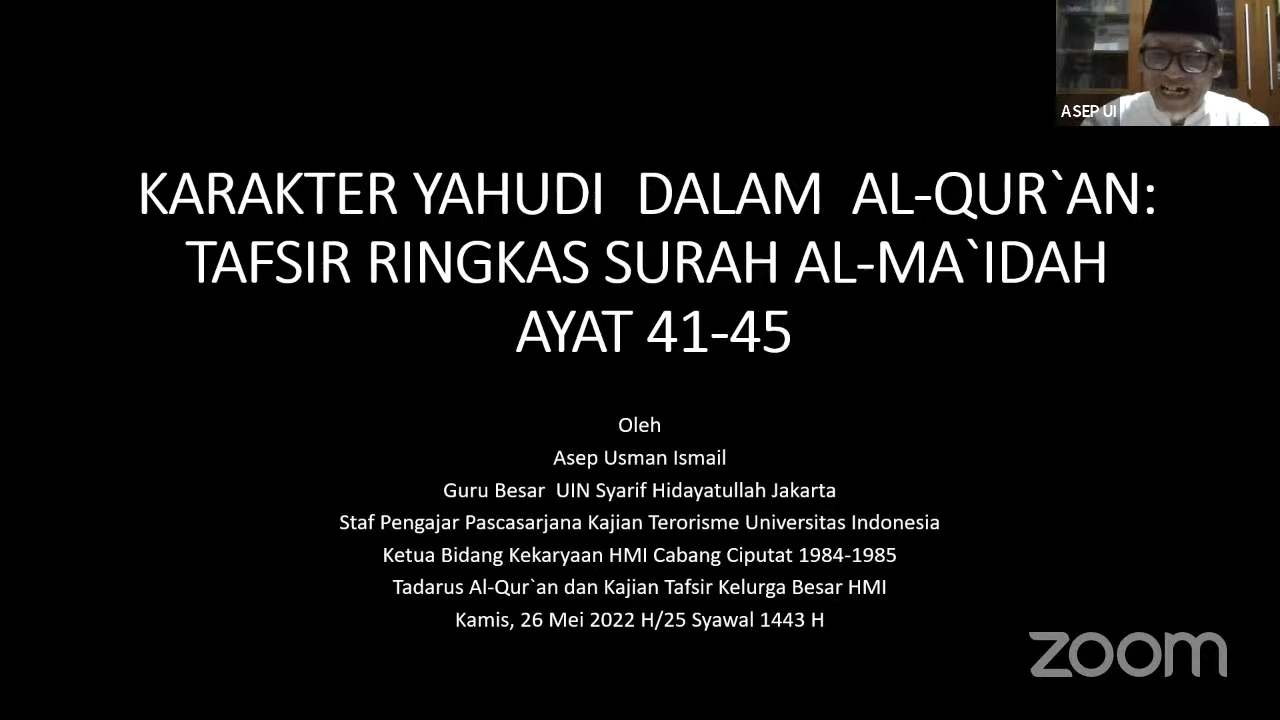 ASEP UI
KARAKTER YAHUDI DALAM AL-QUR`AN:
TAFSIR RINGKAS SURAH AL-MA`IDAH
AYAT 41-45
Oleh
Asep Usman Ismail
Guru Besar UIN Syarif Hidayatullah Jakarta
Staf Pengajar Pascasarjana Kajian Terorisme Universitas Indonesia
Ketua Bidang Kekaryaan HMI Cabang Ciputat 1984-1985
Tadarus Al-Qur`an dan Kajian Tafsir Kelurga Besar HMI
Kamis, 26 Mei 2022 H/25 Syawal 1443 H
zoom